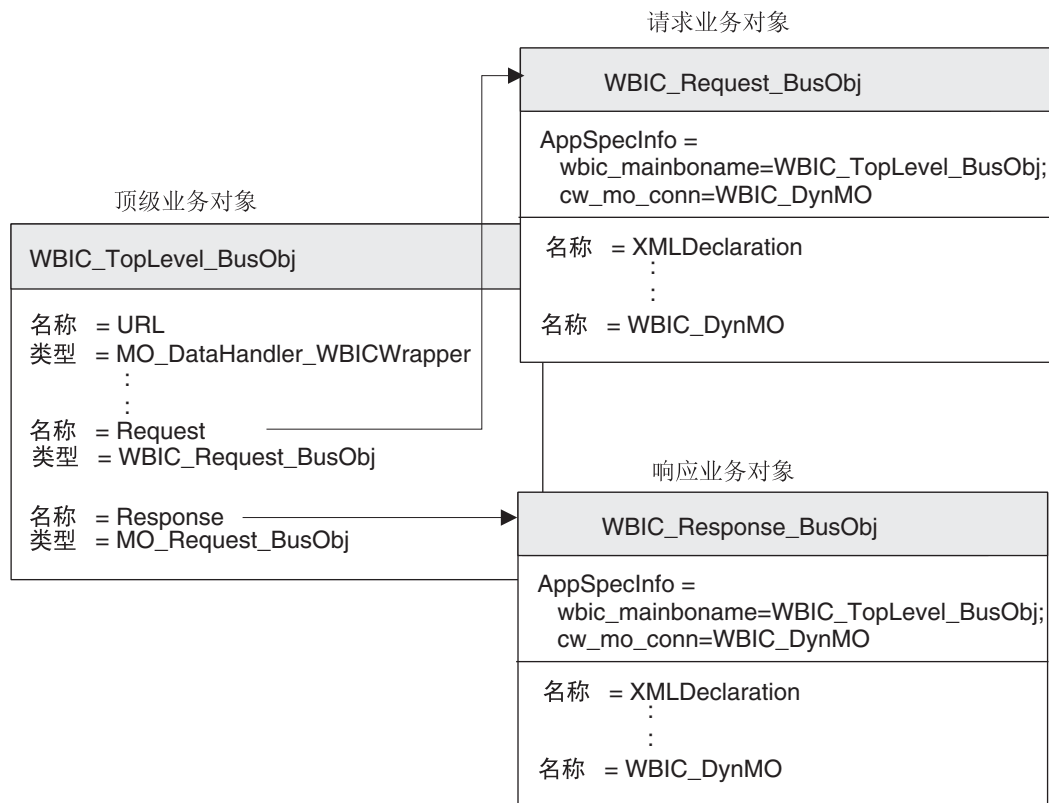 请求业务对象
WBIC_Request_BusObj
AppSpecInfo =
wbic_mainboname=WBIC_TopLevel_BusObj;
cw_mo_conn=WBIC_DynMO
名称 = XMLDeclaration
:
:
名称 = WBIC_DynMO
顶级业务对象
WBIC_TopLevel_BusObj
名称 = URL
类型 = MO_DataHandler_WBICWrapper
:
:
名称 = Request
类型 = WBIC_Request_BusObj
名称 = Response
类型 = MO_Request_BusObj
响应业务对象
WBIC_Response_BusObj
AppSpecInfo =
wbic_mainboname=WBIC_TopLevel_BusObj;
cw_mo_conn=WBIC_DynMO
名称 = XMLDeclaration
:
:
名称 = WBIC_DynMO